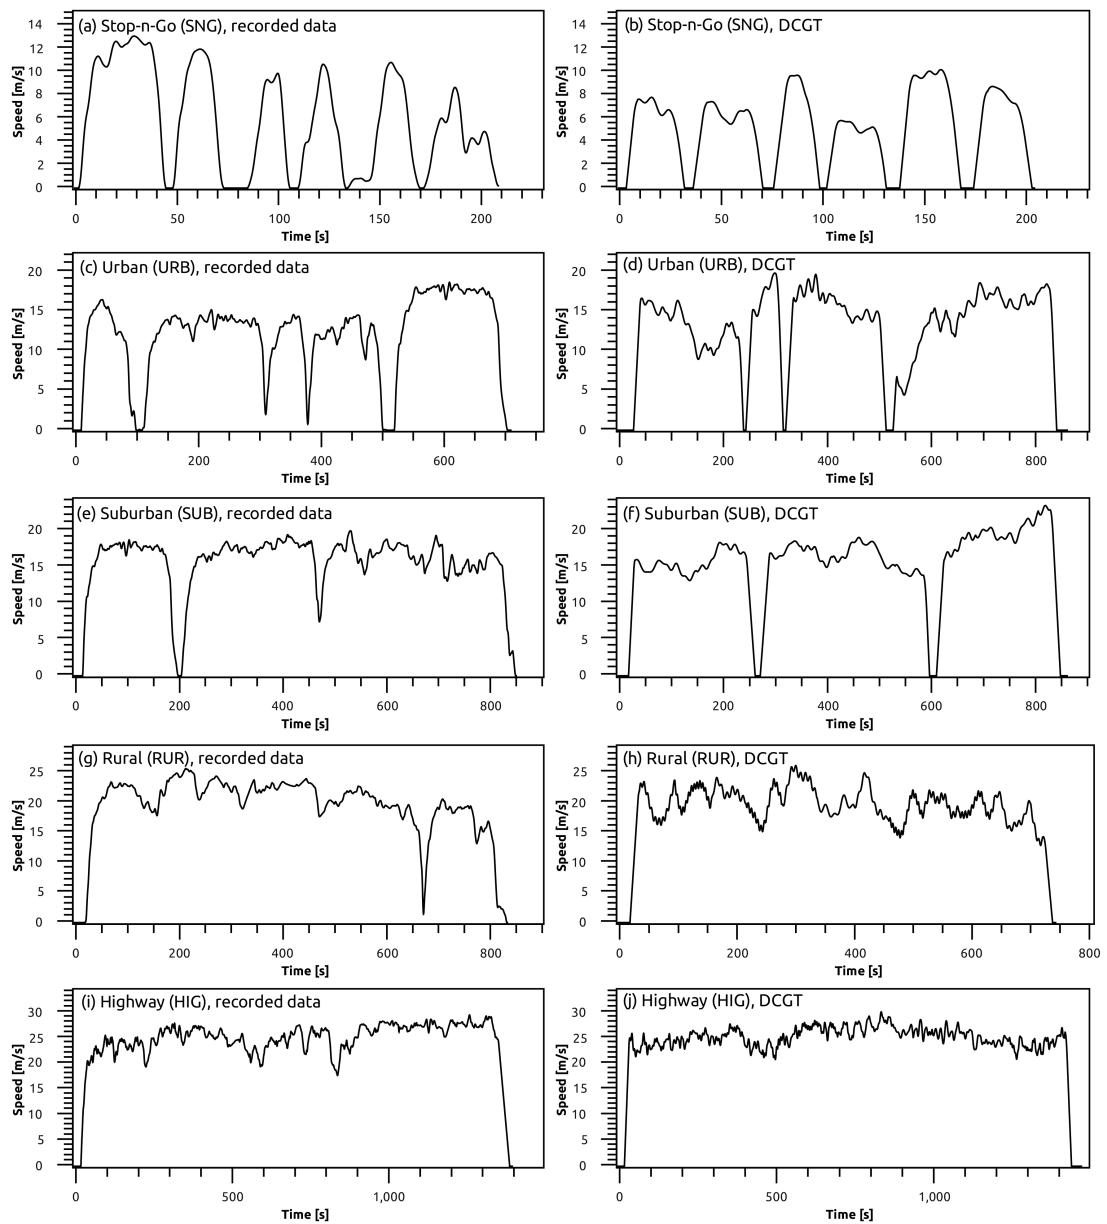 (a) Stop-n-Go (SNG), recorded data
Speed [m/s]
14
12
10
8
6
4
2
0
0 50 100 150 200
Time [s]
(b) Stop-n-Go (SNG), DCGT
Speed [m/s]
14
12
10
8
6
4
2
0
0 50 100 150 200
Time [s]
(c) Urban (URB), recorded data
Speed [m/s]
20
15
10
5
0
0 200 400 600
Time [s]
(d) Urban (URB), DCGT
Speed [m/s]
20
15
10
5
0
0 200 400 600 800
Time [s]
(e) Suburban (SUB), recorded data
Speed [m/s]
20
15
10
5
0
0 200 400 600 800
Time [s]
(f) Suburban (SUB), DCGT
Speed [m/s]
20
15
10
5
0
0 200 400 600 800
Time [s]
(g) Rural (RUR), recorded data
Speed [m/s]
25
20
15
10
5
0
0 200 400 600 800
Time [s]
(h) Rural (RUR), DCGT
Speed [m/s]
25
20
15
10
5
0
0 200 400 600 800
Time [s]
(i) Highway (HIG), recorded data
Speed [m/s]
30
25
20
15
10
5
0
0 500 1,000
Time [s]
(j) Highway (HIG), DCGT
Speed [m/s]
30
25
20
15
10
5
0
0 500 1,000
Time [s]